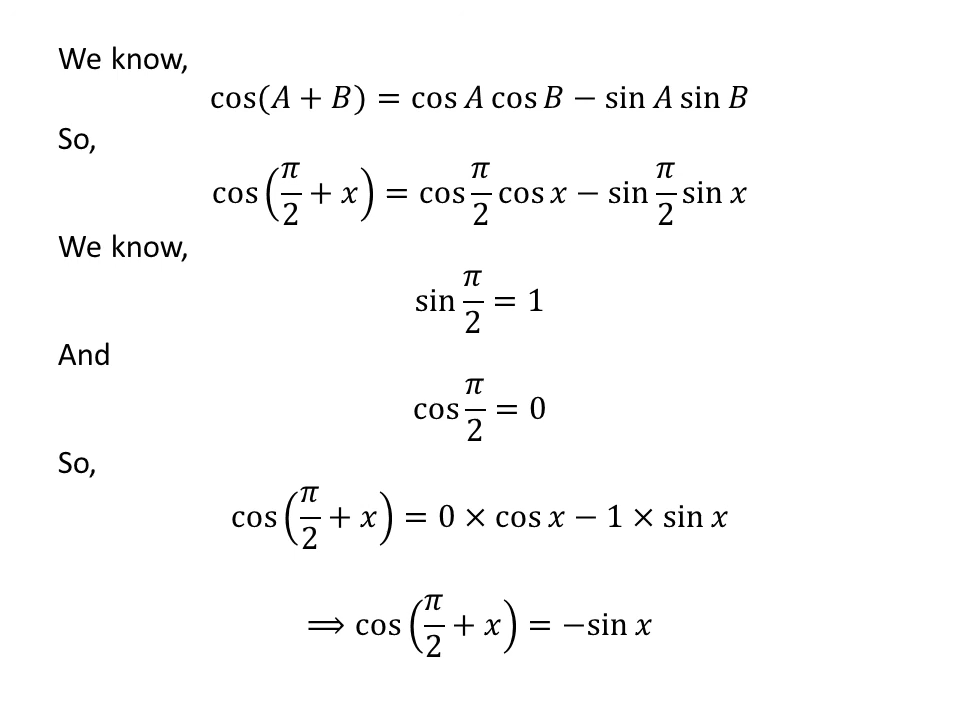 We know,
cos(A + B) = cos A cos B − sin A sin B
So,
cos(π/2 + x) = cos π/2 cos x − sin π/2 sin x
We know,
sin π/2 = 1
And
cos π/2 = 0
So,
cos(π/2 + x) = 0 × cos x − 1 × sin x
⟹ cos(π/2 + x) = −sin x